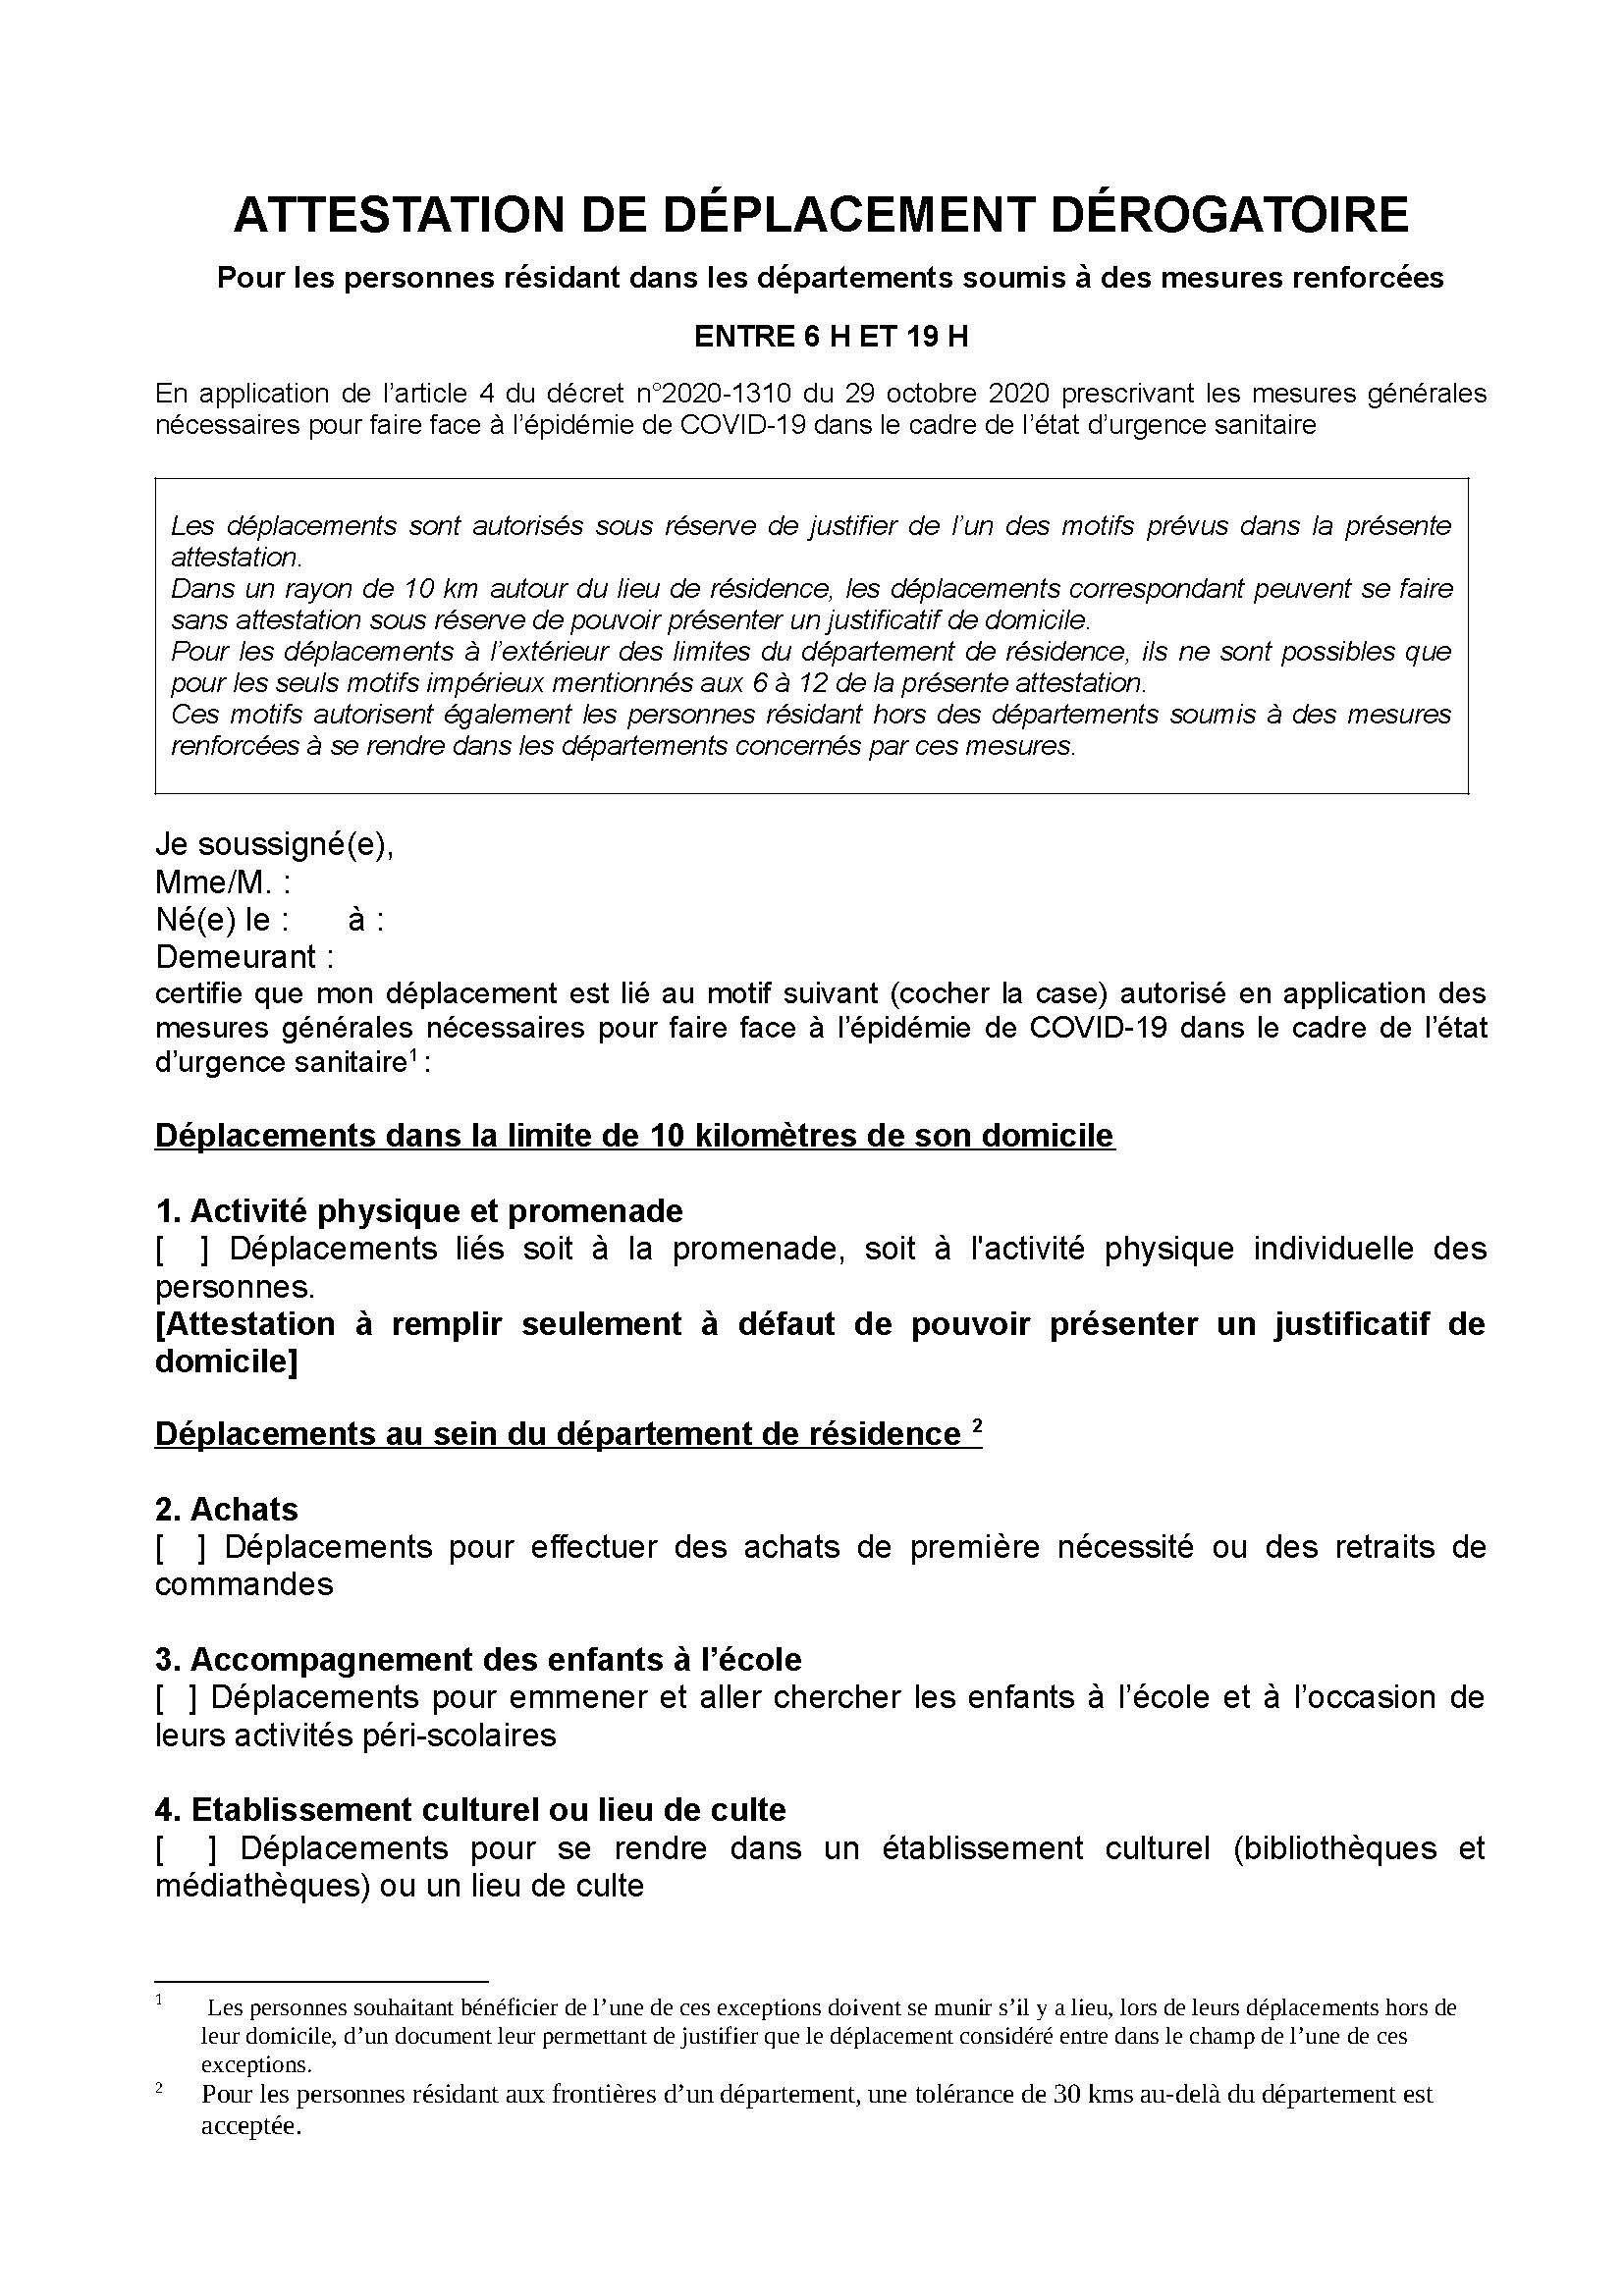 ATTESTATION DE DÉPLACEMENT DÉROGATOIRE
Pour les personnes résidant dans les départements soumis à des mesures renforcées
ENTRE 6 H ET 19 H
En application de l’article 4 du décret n°2020-1310 du 29 octobre 2020 prescrivant les mesures générales
nécessaires pour faire face à l’épidémie de COVID-19 dans le cadre de l’état d’urgence sanitaire
Les déplacements sont autorisés sous réserve de justifier de l’un des motifs prévus dans la présente
attestation.
Dans un rayon de 10 km autour du lieu de résidence, les déplacements correspondant peuvent se faire
sans attestation sous réserve de pouvoir présenter un justificatif de domicile.
Pour les déplacements à l’extérieur des limites du département de résidence, ils ne sont possibles que
pour les seuls motifs impérieux mentionnés aux 6 à 12 de la présente attestation.
Ces motifs autorisent également les personnes résidant hors des départements soumis à des mesures
renforcées à se rendre dans les départements concernés par ces mesures.
Je soussigné(e),
Mme/M. :
Né(e) le : à :
Demeurant :
certifie que mon déplacement est lié au motif suivant (cocher la case) autorisé en application des
mesures générales nécessaires pour faire face à l’épidémie de COVID-19 dans le cadre de l’état
d’urgence sanitaire1 :
Déplacements dans la limite de 10 kilomètres de son domicile
1. Activité physique et promenade
[ ] Déplacements liés soit à la promenade, soit à l'activité physique individuelle des
personnes.
[Attestation à remplir seulement à défaut de pouvoir présenter un justificatif de
domicile]
Déplacements au sein du département de résidence 2
2. Achats
[ ] Déplacements pour effectuer des achats de première nécessité ou des retraits de
commandes
3. Accompagnement des enfants à l’école
[ ] Déplacements pour emmener et aller chercher les enfants à l’école et à l’occasion de
leurs activités péri-scolaires
4. Etablissement culturel ou lieu de culte
[ ] Déplacements pour se rendre dans un établissement culturel (bibliothèques et
médiathèques) ou un lieu de culte
1 Les personnes souhaitant bénéficier de l’une de ces exceptions doivent se munir s’il y a lieu, lors de leurs déplacements hors de
leur domicile, d’un document leur permettant de justifier que le déplacement considéré entre dans le champ de l’une de ces
exceptions.
2 Pour les personnes résidant aux frontières d’un département, une tolérance de 30 kms au-delà du département est
acceptée.